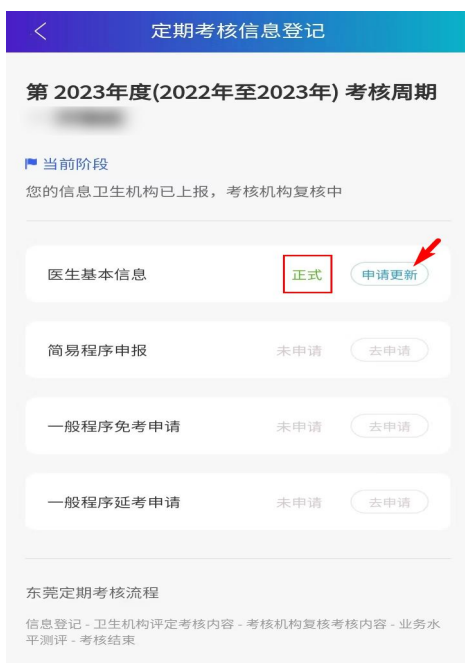 定期考核信息登记
第 2023年度(2022年至2023年) 考核周期
当前阶段
您的信息卫生机构已上报，考核机构复核中
医生基本信息 正式 申请更新
简易程序申报 未申请 去申请
一般程序免考申请 未申请 去申请
一般程序延考申请 未申请 去申请
东莞定期考核流程
信息登记 - 卫生机构评定考核内容 - 考核机构复核考核内容 - 业务水
平测评 - 考核结束